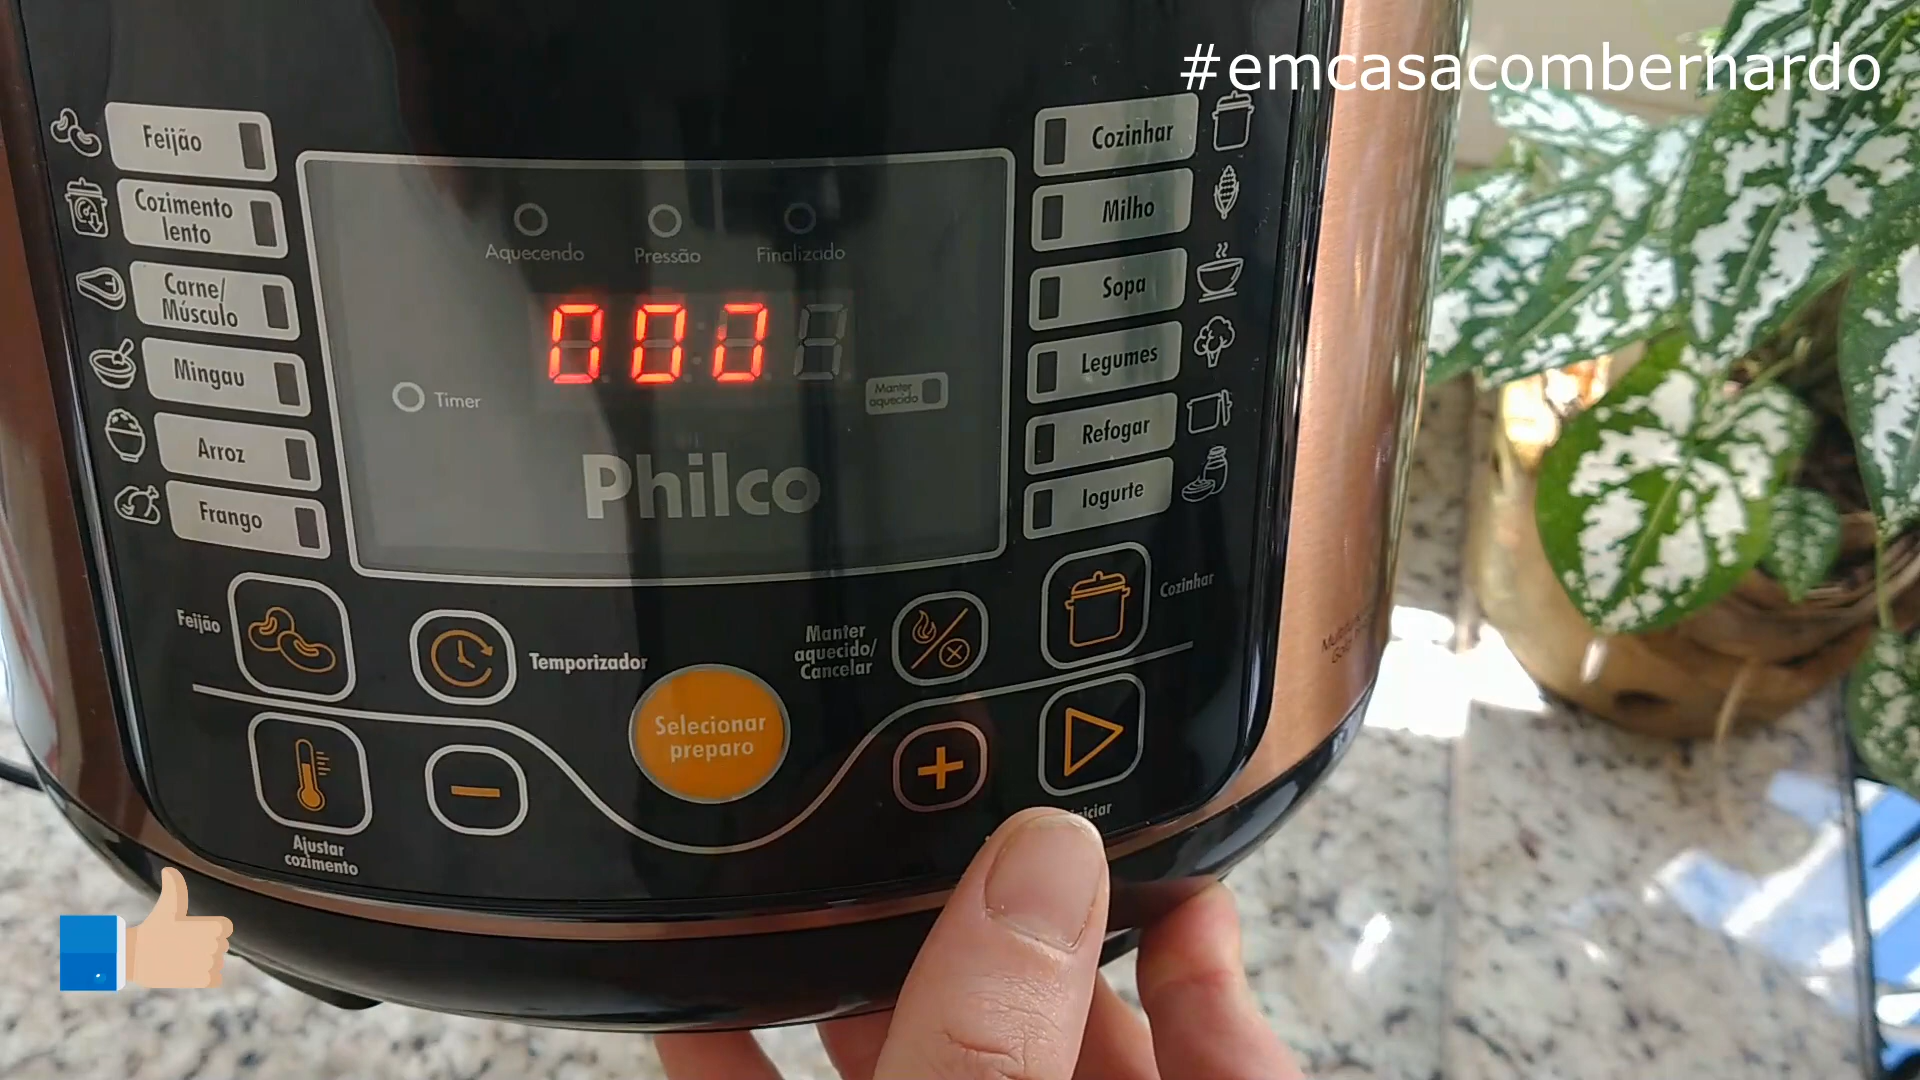 #emcasacombernardo
Feijão
Cozimento
lento
Carne/
Músculo
Mingau
Arroz
Frango
Aquecendo
Pressão
Finalizado
000
Timer
Manter
aquecido
Philco
Cozinhar
Milho
Sopa
Legumes
Refogar
Iogurte
Feijão
Temporizador
Manter
aquecido/
Cancelar
Cozinhar
Selecionar
preparo
Ajustar
cozimento